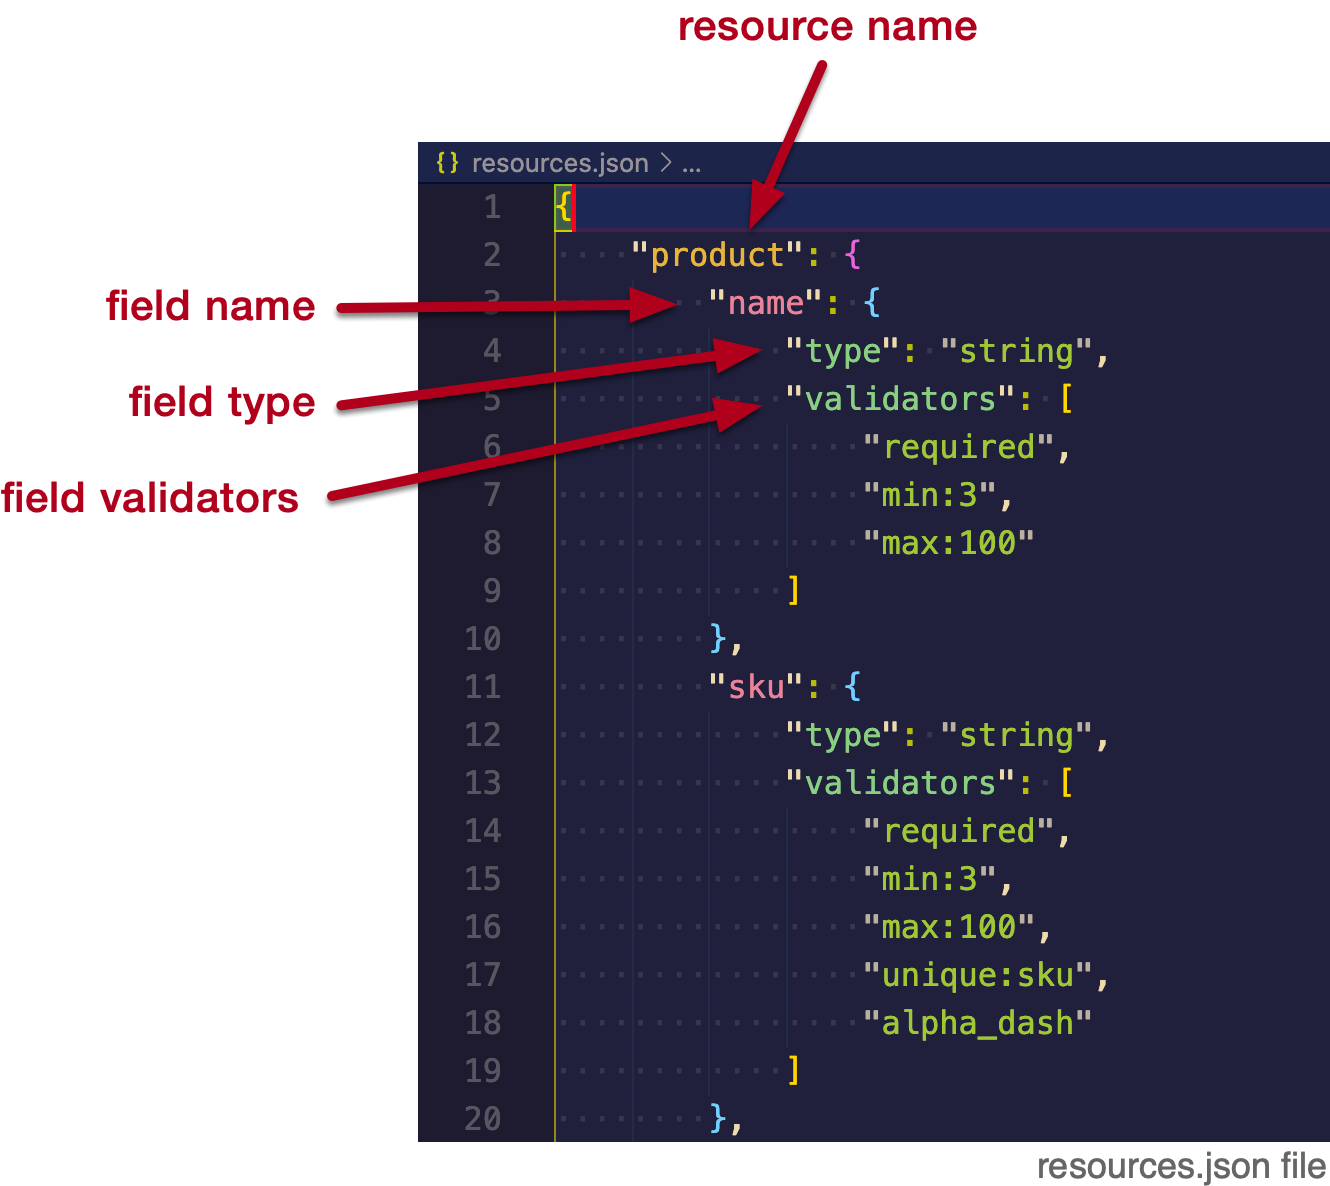 resource name
{} resources.json > ...
1 {
2 "product": {
field name
3 "name": {
4 "type": "string",
field type
5 "validators": [
6 "required",
field validators
7 "min:3",
8 "max:100"
9 ]
10 },
11 "sku": {
12 "type": "string",
13 "validators": [
14 "required",
15 "min:3",
16 "max:100",
17 "unique:sku",
18 "alpha_dash"
19 ]
20 },
resources.json file